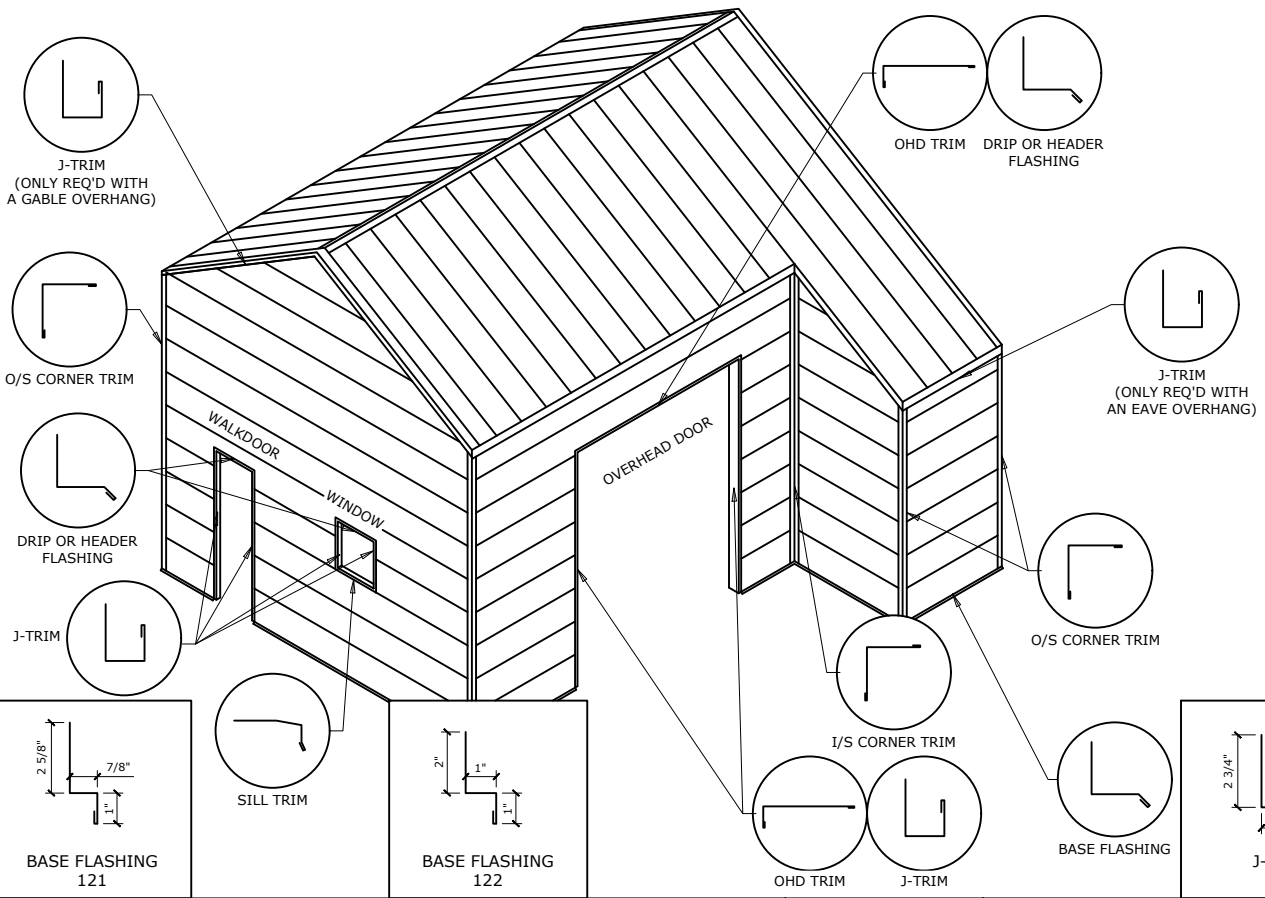 OHD TRIM
DRIP OR HEADER
FLASHING
J-TRIM
(ONLY REQ'D WITH
A GABLE OVERHANG)
O/S CORNER TRIM
J-TRIM
(ONLY REQ'D WITH
AN EAVE OVERHANG)
WALKDOOR
WINDOW
OVERHEAD DOOR
DRIP OR HEADER
FLASHING
J-TRIM
O/S CORNER TRIM
I/S CORNER TRIM
SILL TRIM
BASE FLASHING
OHD TRIM
J-TRIM
2 5/8"
7/8"
1"
BASE FLASHING
121
2"
1"
1"
BASE FLASHING
122
2 3/4"
J-